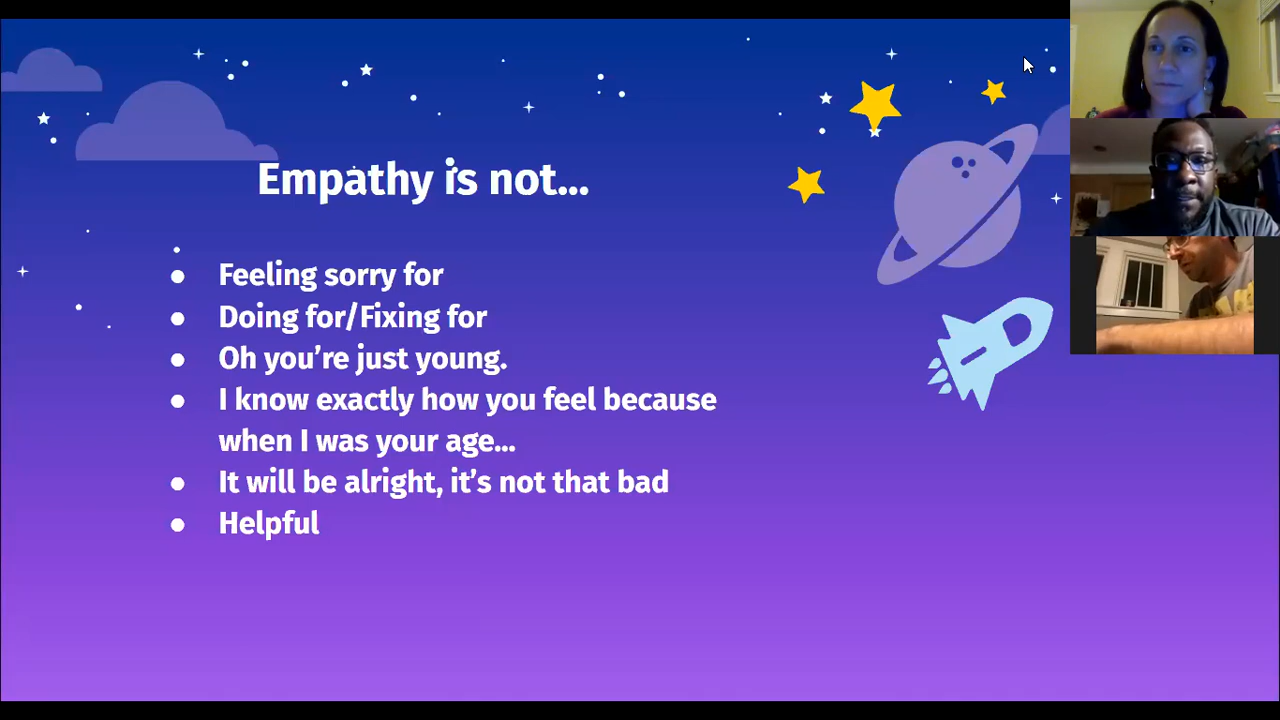 Empathy is not...
● Feeling sorry for
● Doing for/Fixing for
● Oh you’re just young.
● I know exactly how you feel because
when I was your age...
● It will be alright, it’s not that bad
● Helpful